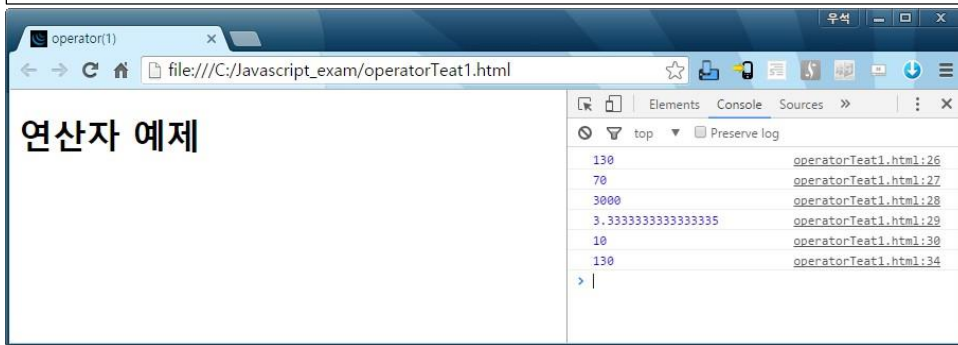 우석
operator(1)
file:///C:/Javascript_exam/operatorTeat1.html
연산자 예제
Elements Console Sources »
top ▼ Preserve log
130 operatorTeat1.html:26
70 operatorTeat1.html:27
3000 operatorTeat1.html:28
3.3333333333333335 operatorTeat1.html:29
10 operatorTeat1.html:30
130 operatorTeat1.html:34
>